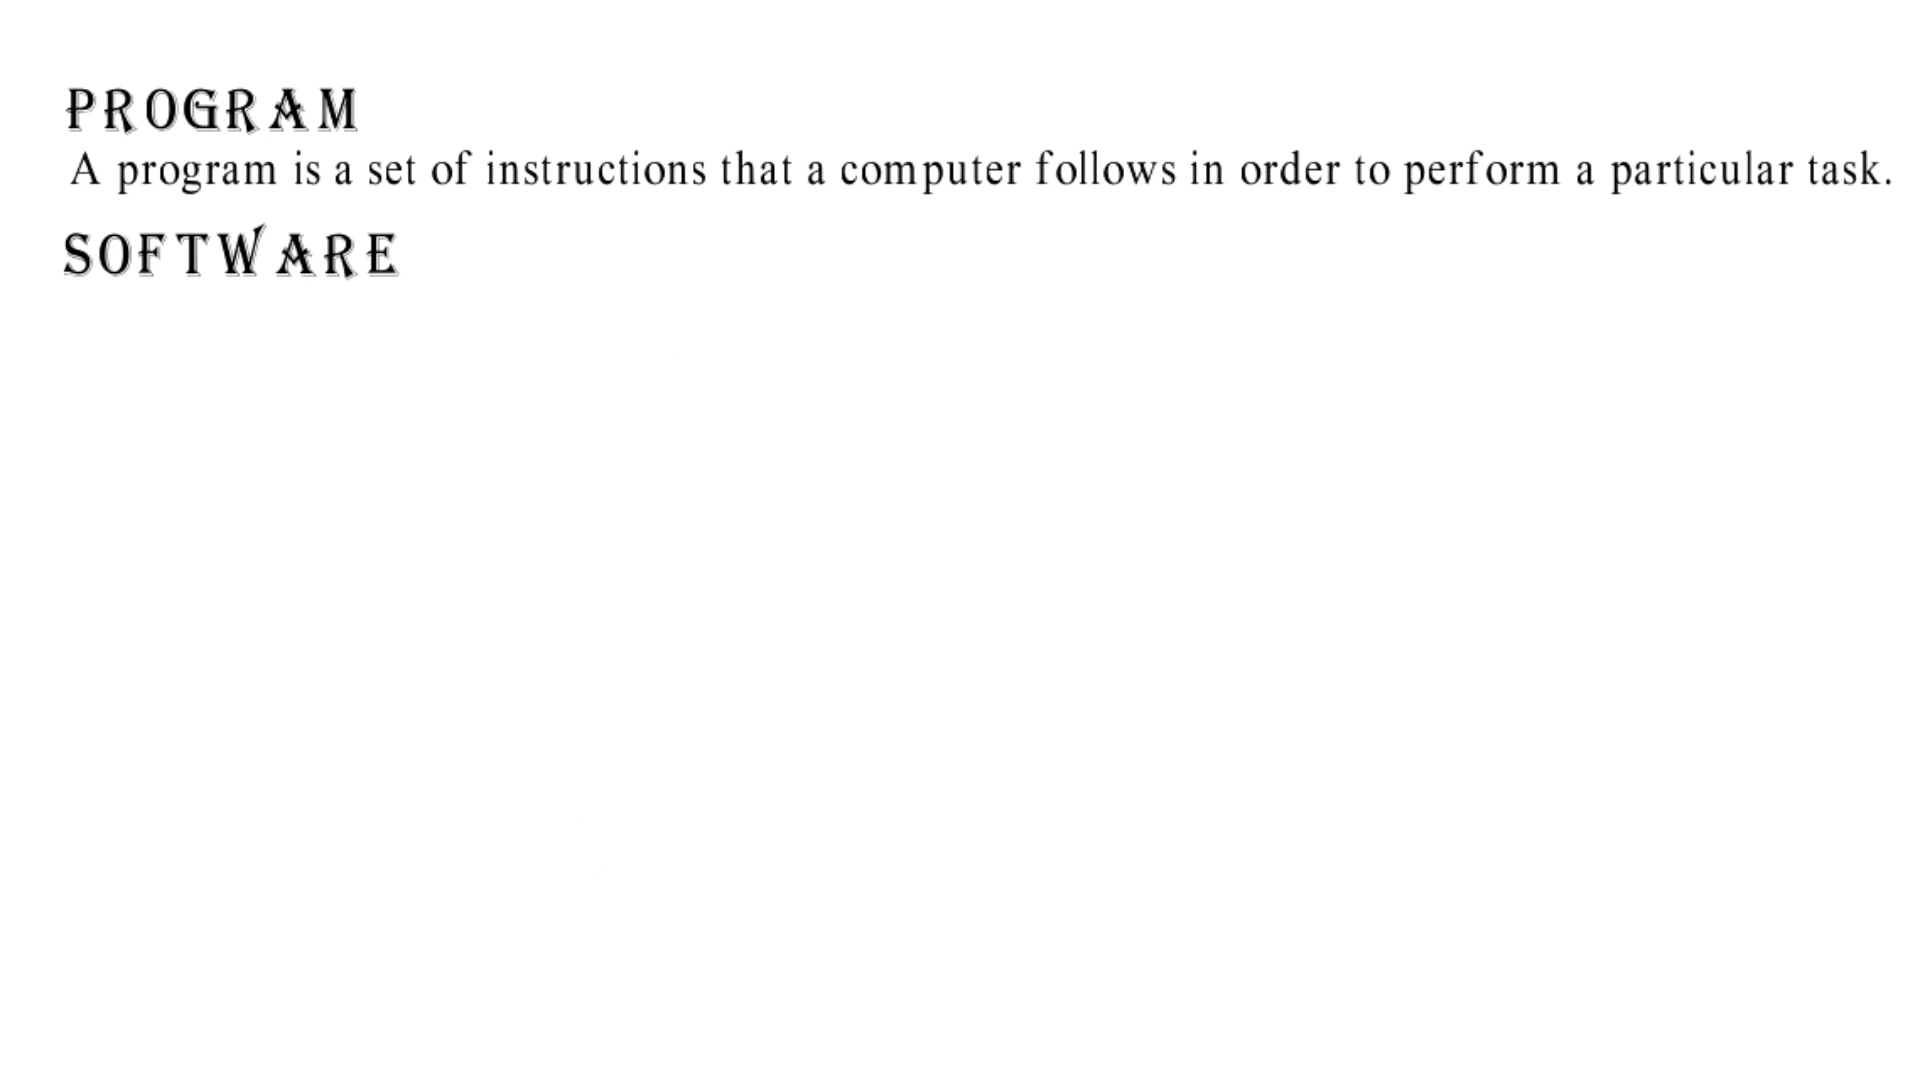 PROGRAM
A program is a set of instructions that a computer follows in order to perform a particular task.
SOFTWARE